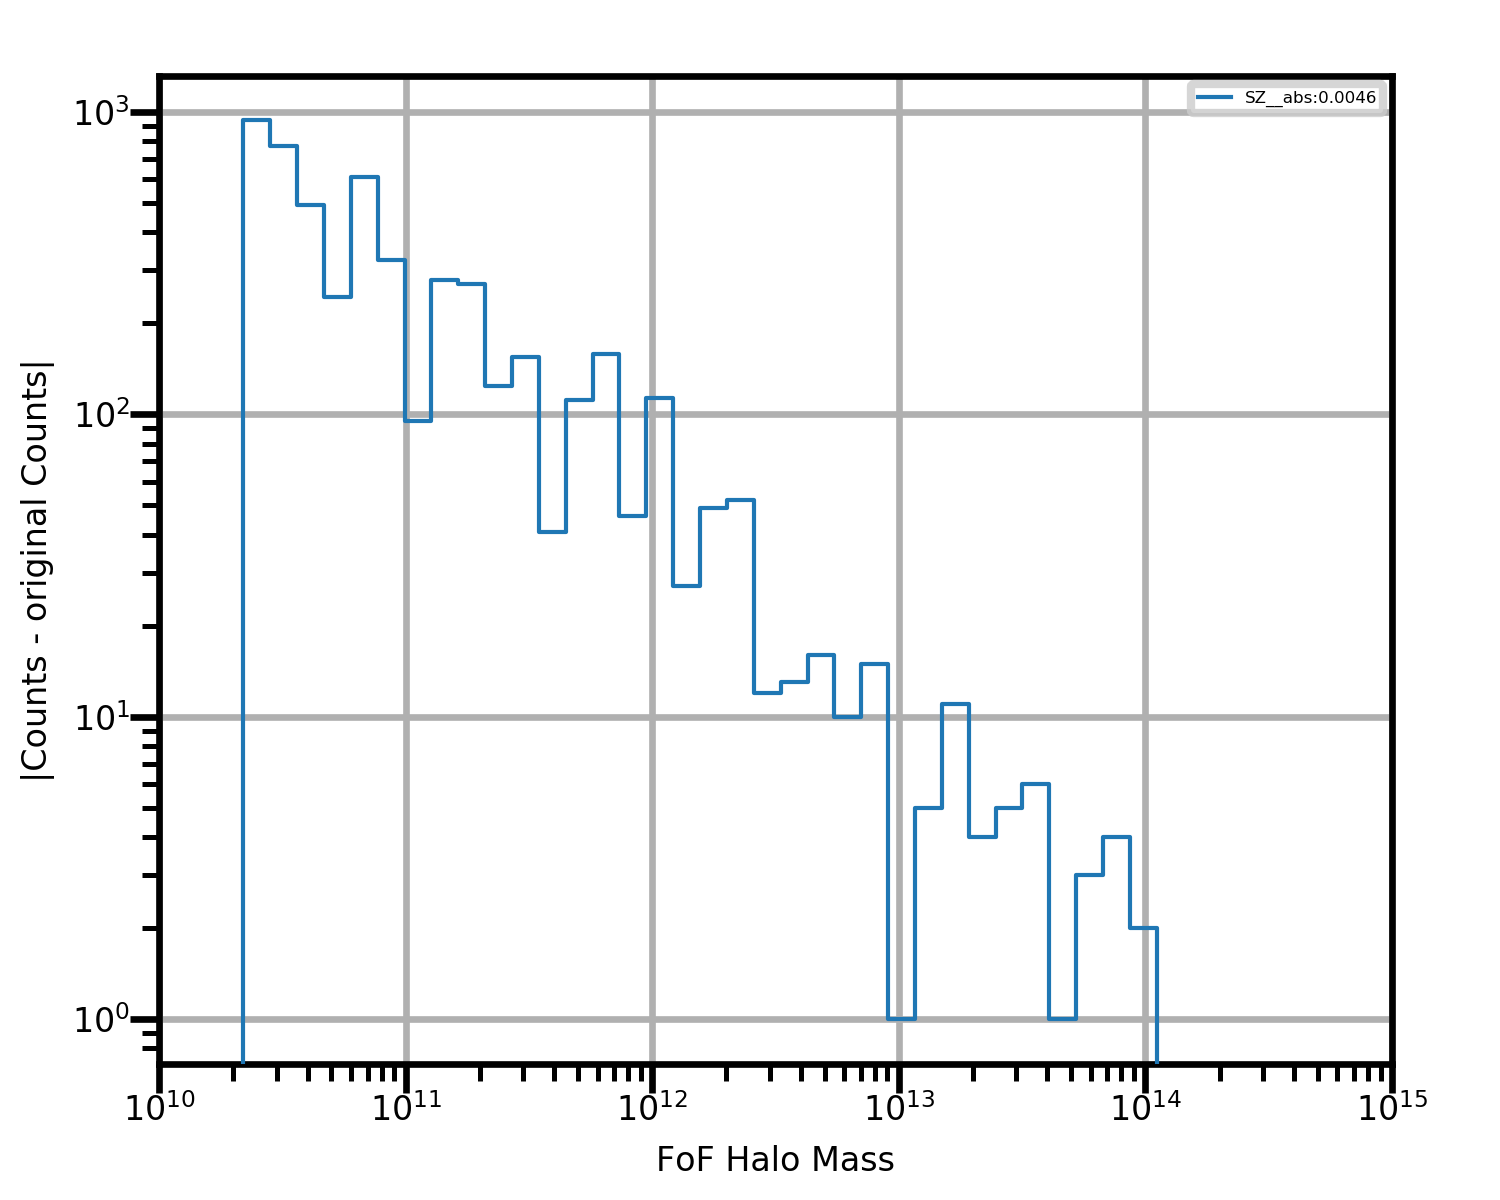 SZ__abs:0.0046
10³
10²
10¹
10⁰
|Counts - original Counts|
10¹⁰ 10¹¹ 10¹² 10¹³ 10¹⁴ 10¹⁵
FoF Halo Mass